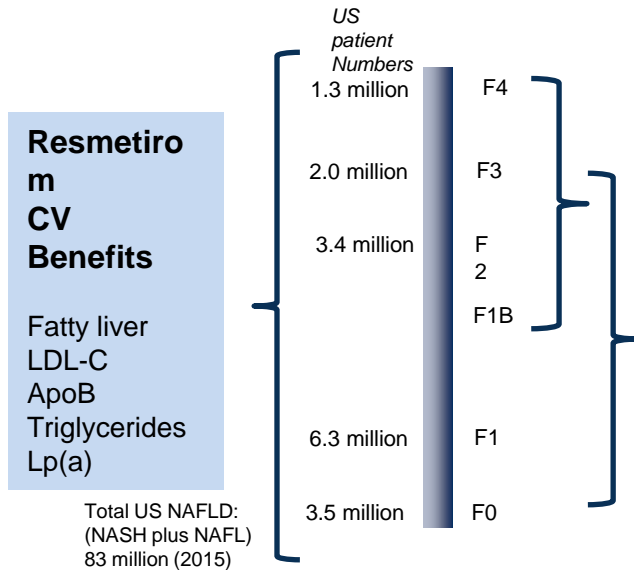 US
patient
Numbers
1.3 million F4
Resmetiro
m
CV
Benefits
2.0 million F3
3.4 million F
2
F1B
Fatty liver
LDL-C
ApoB
Triglycerides
Lp(a)
6.3 million F1
3.5 million F0
Total US NAFLD:
(NASH plus NAFL)
83 million (2015)